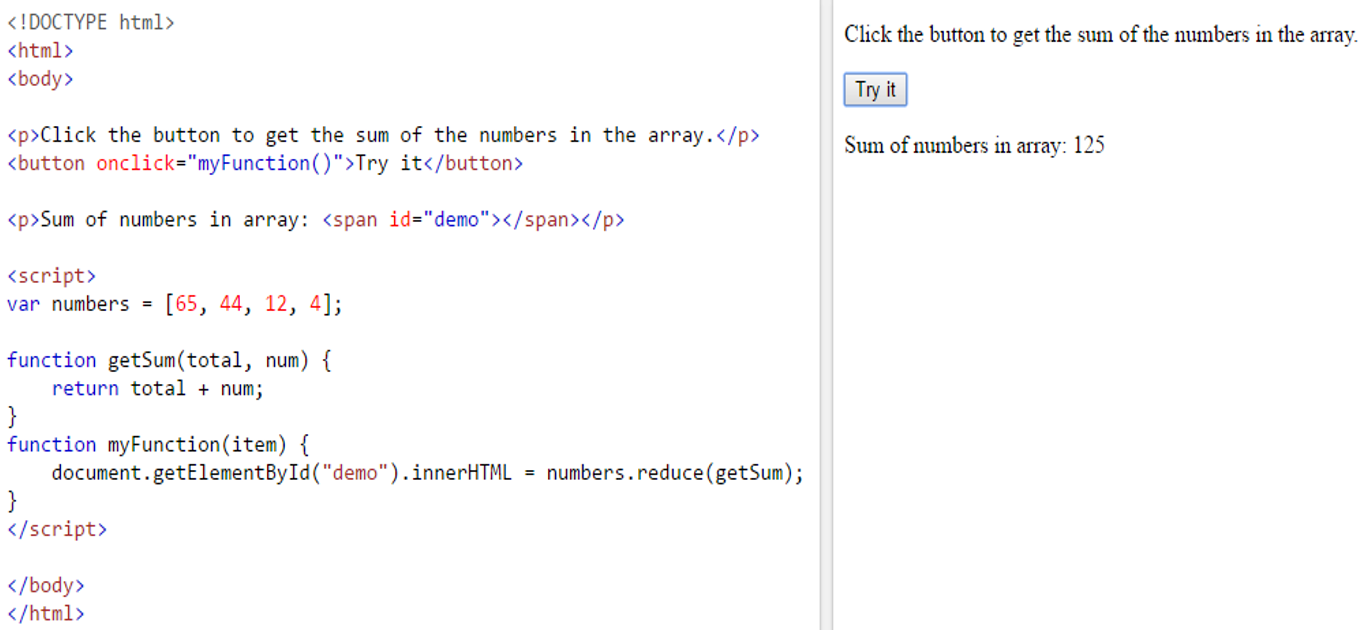 <!DOCTYPE html>
<html>
<body>
<p>Click the button to get the sum of the numbers in the array.</p>
<button onclick="myFunction()">Try it</button>
<p>Sum of numbers in array: <span id="demo"></span></p>
<script>
var numbers = [65, 44, 12, 4];
function getSum(total, num) {
    return total + num;
}
function myFunction(item) {
    document.getElementById("demo").innerHTML = numbers.reduce(getSum);
}
</script>
</body>
</html>
Click the button to get the sum of the numbers in the array.
Try it
Sum of numbers in array: 125